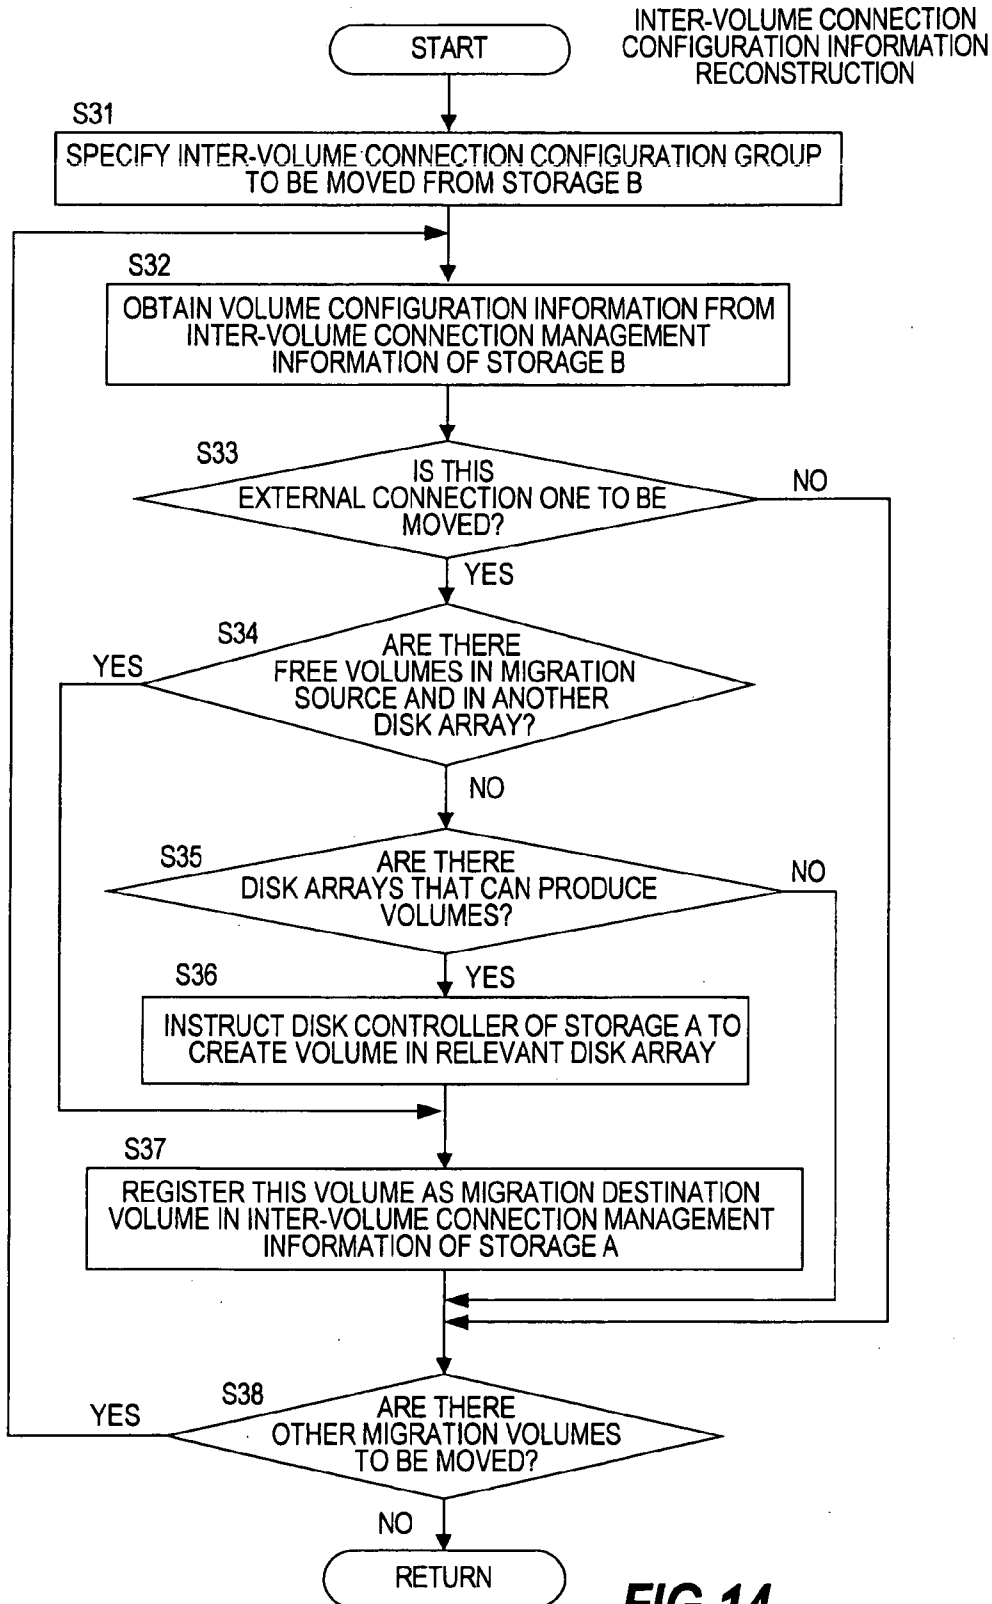 INTER-VOLUME CONNECTION
CONFIGURATION INFORMATION
RECONSTRUCTION
START
S31
SPECIFY INTER-VOLUME CONNECTION CONFIGURATION GROUP
TO BE MOVED FROM STORAGE B
S32
OBTAIN VOLUME CONFIGURATION INFORMATION FROM
INTER-VOLUME CONNECTION MANAGEMENT
INFORMATION OF STORAGE B
S33
IS THIS
EXTERNAL CONNECTION ONE TO BE
MOVED?
NO
YES
S34
ARE THERE
FREE VOLUMES IN MIGRATION
SOURCE AND IN ANOTHER
DISK ARRAY?
YES
NO
S35
ARE THERE
DISK ARRAYS THAT CAN PRODUCE
VOLUMES?
NO
YES
S36
INSTRUCT DISK CONTROLLER OF STORAGE A TO
CREATE VOLUME IN RELEVANT DISK ARRAY
S37
REGISTER THIS VOLUME AS MIGRATION DESTINATION
VOLUME IN INTER-VOLUME CONNECTION MANAGEMENT
INFORMATION OF STORAGE A
S38
ARE THERE
OTHER MIGRATION VOLUMES
TO BE MOVED?
YES
NO
RETURN
FIG.14